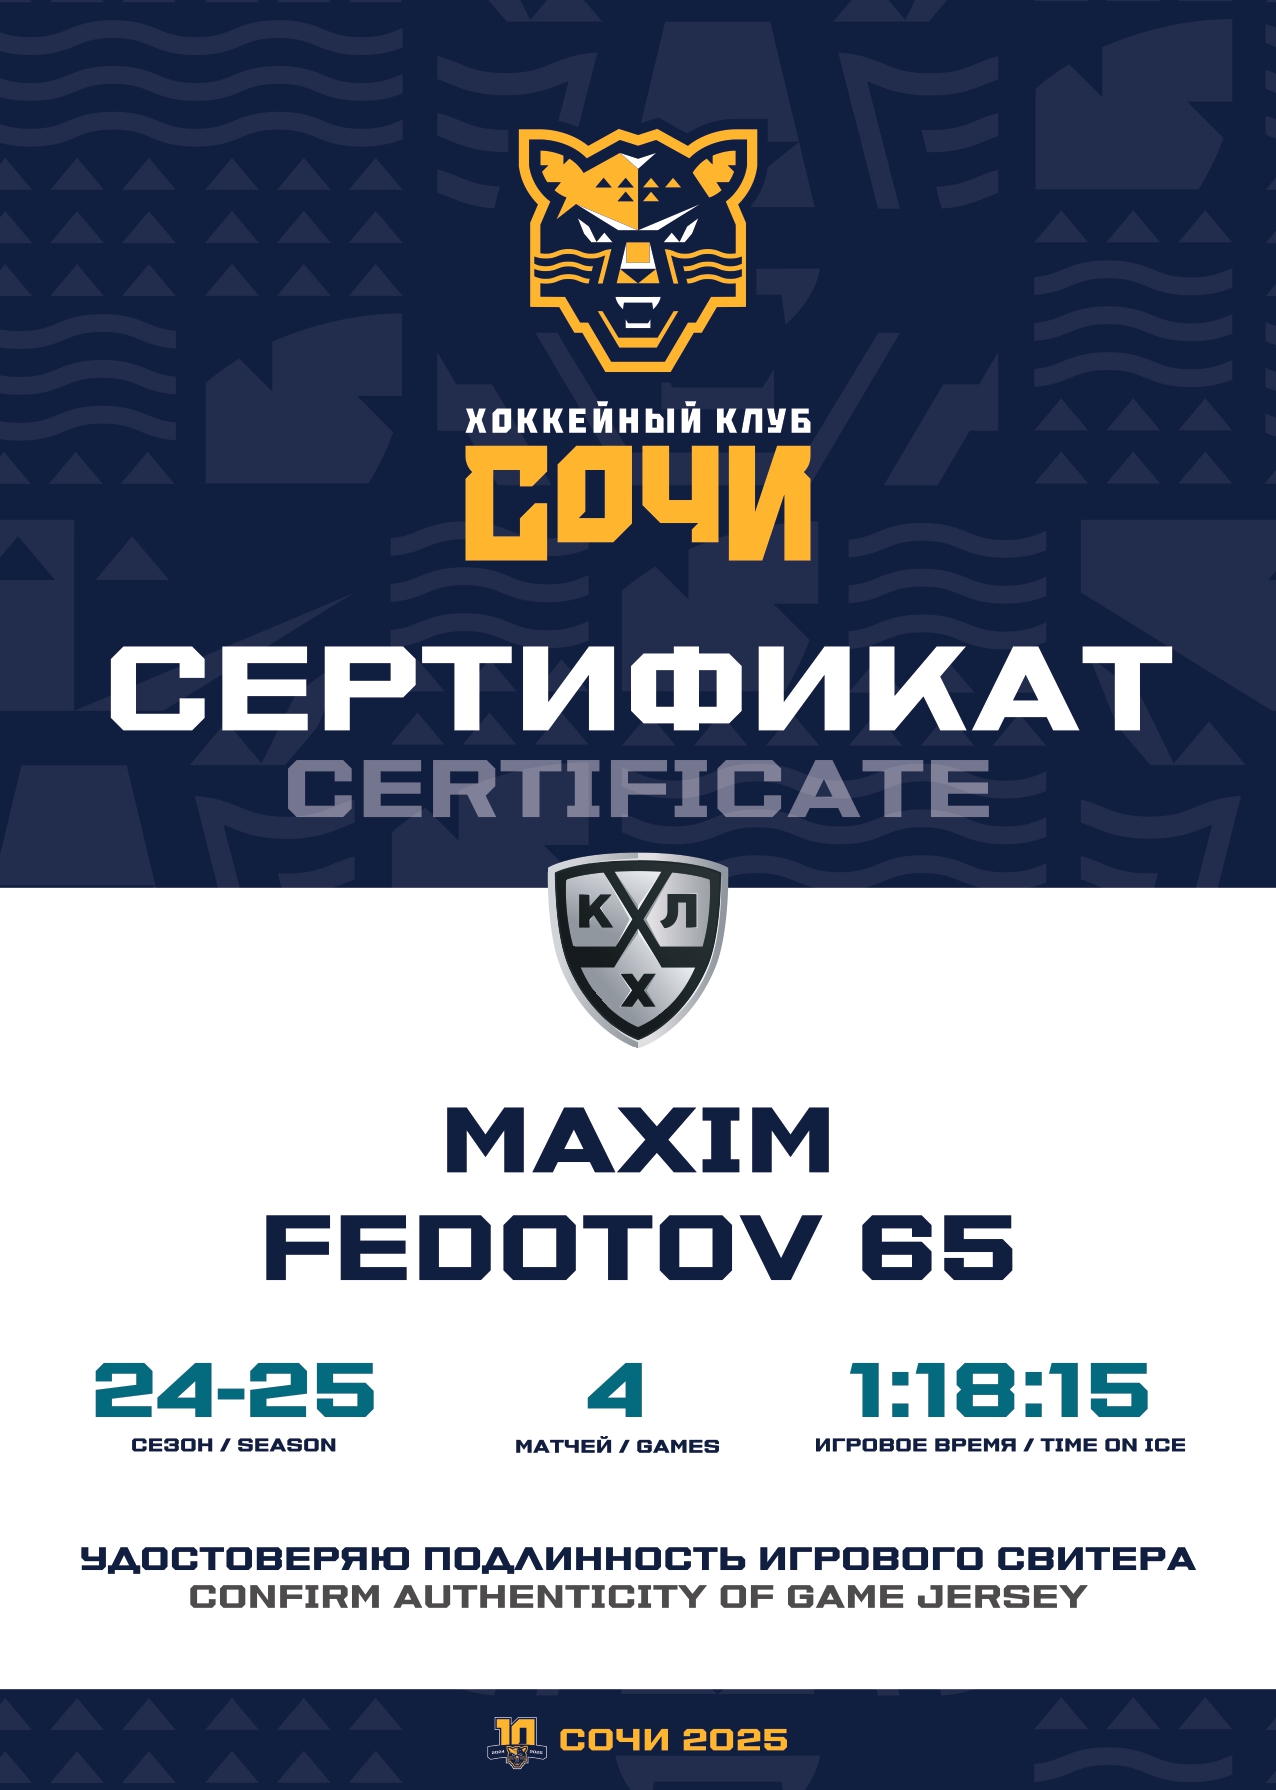 ХОККЕЙНЫЙ КЛУБ
СОЧИ
СЕРТИФИКАТ
CERTIFICATE
К Л
Х
MAXIM
FEDOTOV 65
24-25 4 1:18:15
СЕЗОН / SEASON МАТЧЕЙ / GAMES ИГРОВОЕ ВРЕМЯ / TIME ON ICE
УДОСТОВЕРЯЮ ПОДЛИННОСТЬ ИГРОВОГО СВИТЕРА
CONFIRM AUTHENTICITY OF GAME JERSEY
10 СОЧИ 2025